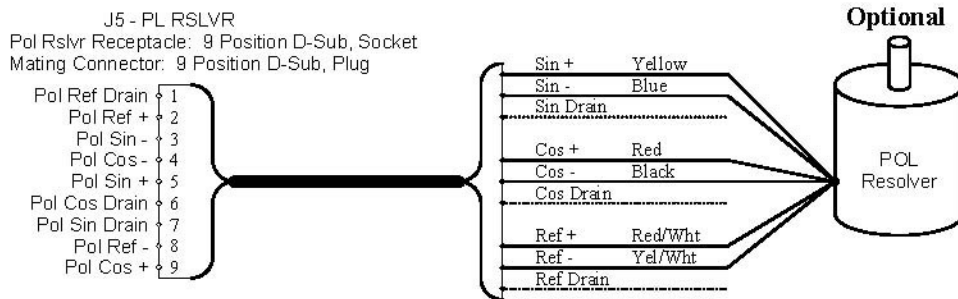 J5 - PL RSLVR
Pol Rslvr Receptacle: 9 Position D-Sub, Socket
Mating Connector: 9 Position D-Sub, Plug
Pol Ref Drain 1
Pol Ref + 2
Pol Sin - 3
Pol Cos - 4
Pol Sin + 5
Pol Cos Drain 6
Pol Sin Drain 7
Pol Ref - 8
Pol Cos + 9
Sin + Yellow
Sin - Blue
Sin Drain
Cos + Red
Cos - Black
Cos Drain
Ref + Red/Wht
Ref - Yel/Wht
Ref Drain
Optional
POL
Resolver